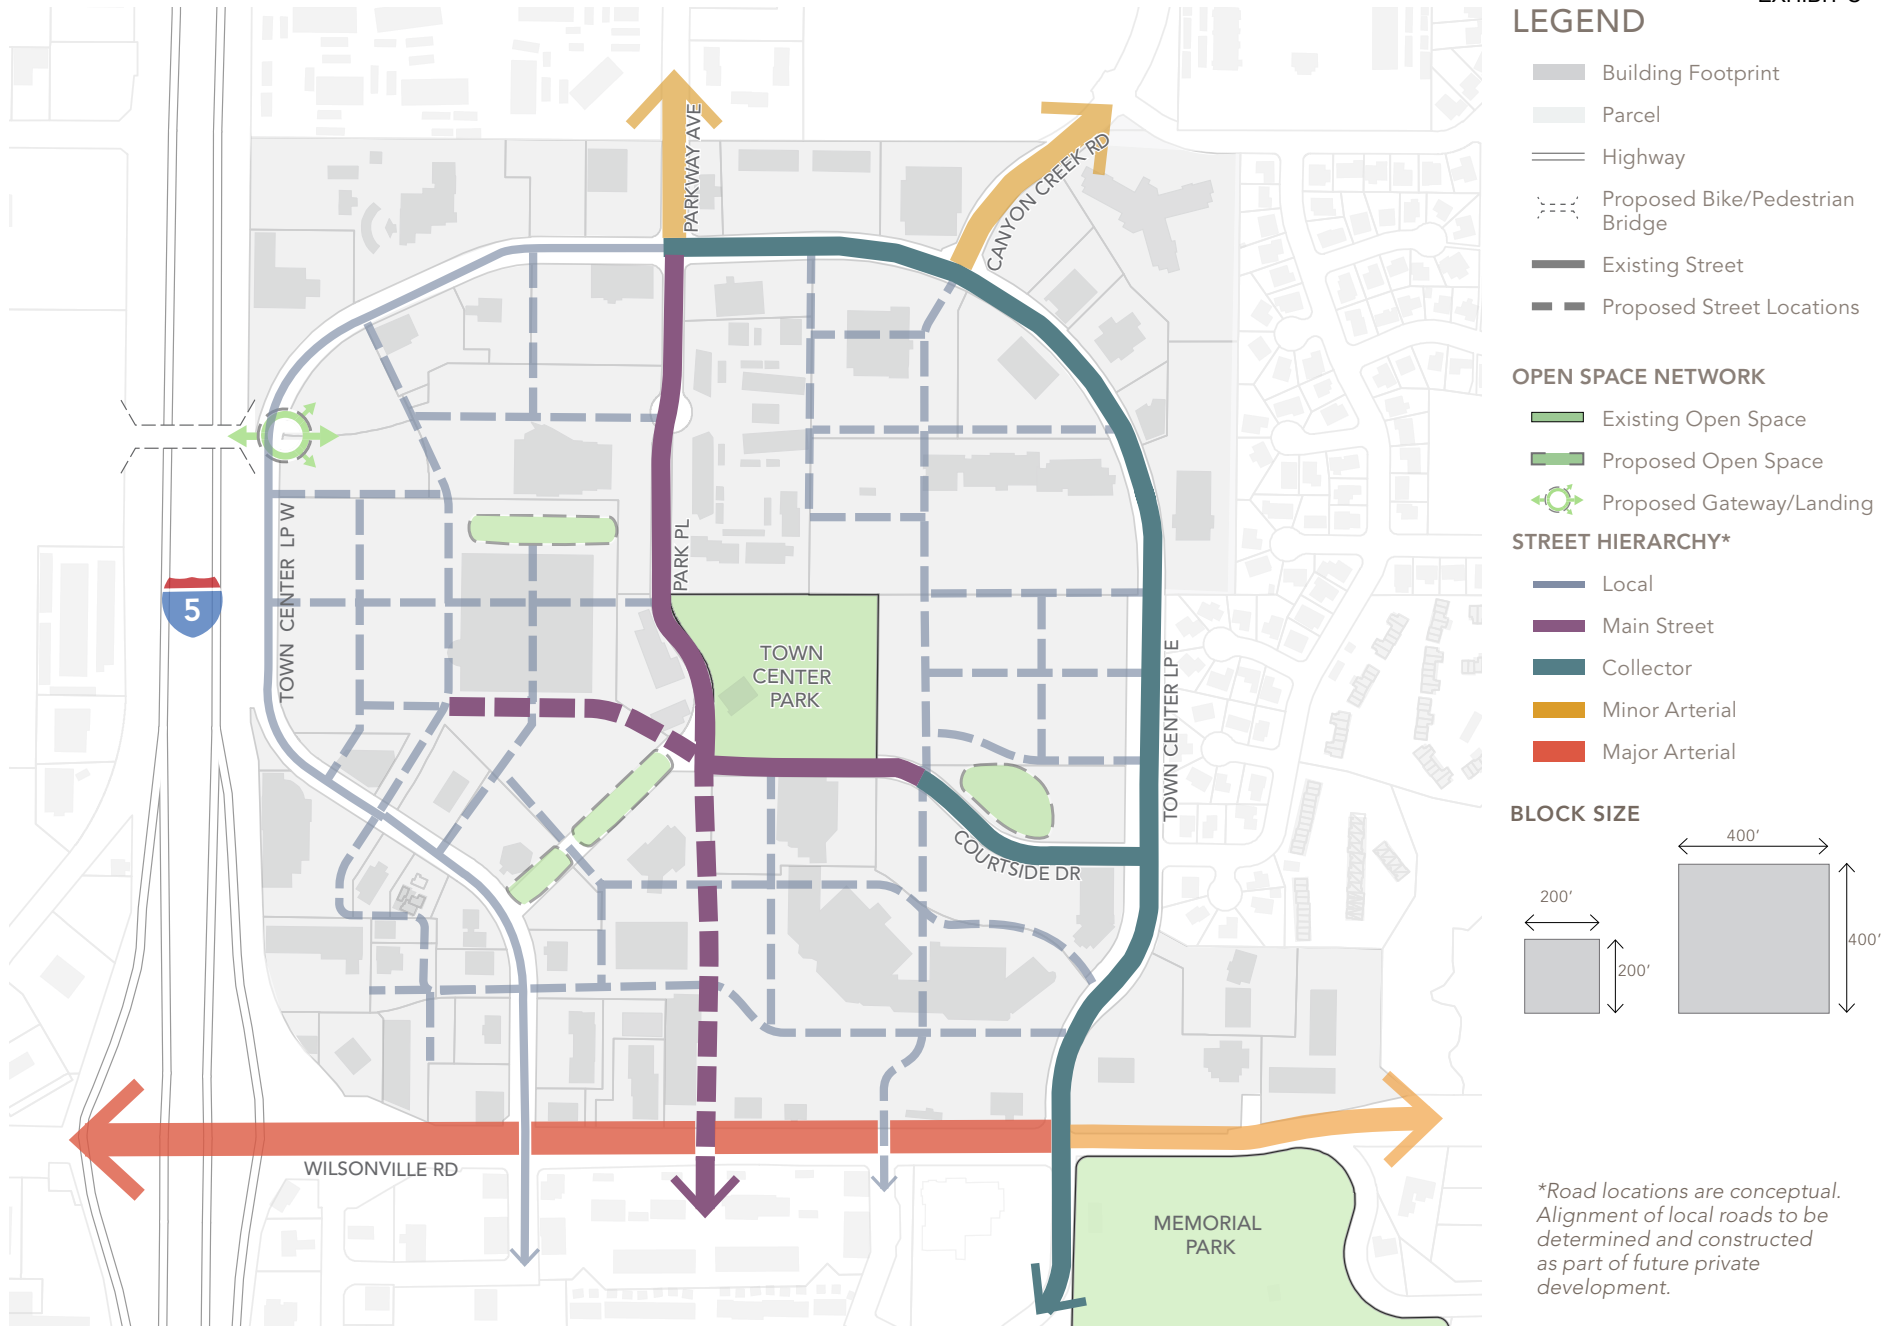 LEGEND
Building Footprint
Parcel
Highway
Proposed Bike/Pedestrian
Bridge
Existing Street
Proposed Street Locations
OPEN SPACE NETWORK
Existing Open Space
Proposed Open Space
Proposed Gateway/Landing
STREET HIERARCHY*
Local
Main Street
Collector
Minor Arterial
Major Arterial
BLOCK SIZE
400'
200'
400'
200'
*Road locations are conceptual.
Alignment of local roads to be
determined and constructed
as part of future private
development.
PARKWAY AVE
CANYON CREEK RD
TOWN CENTER LP W
PARK PL
5
TOWN
CENTER
PARK
TOWN CENTER LP E
COURTSIDE DR
WILSONVILLE RD
MEMORIAL
PARK